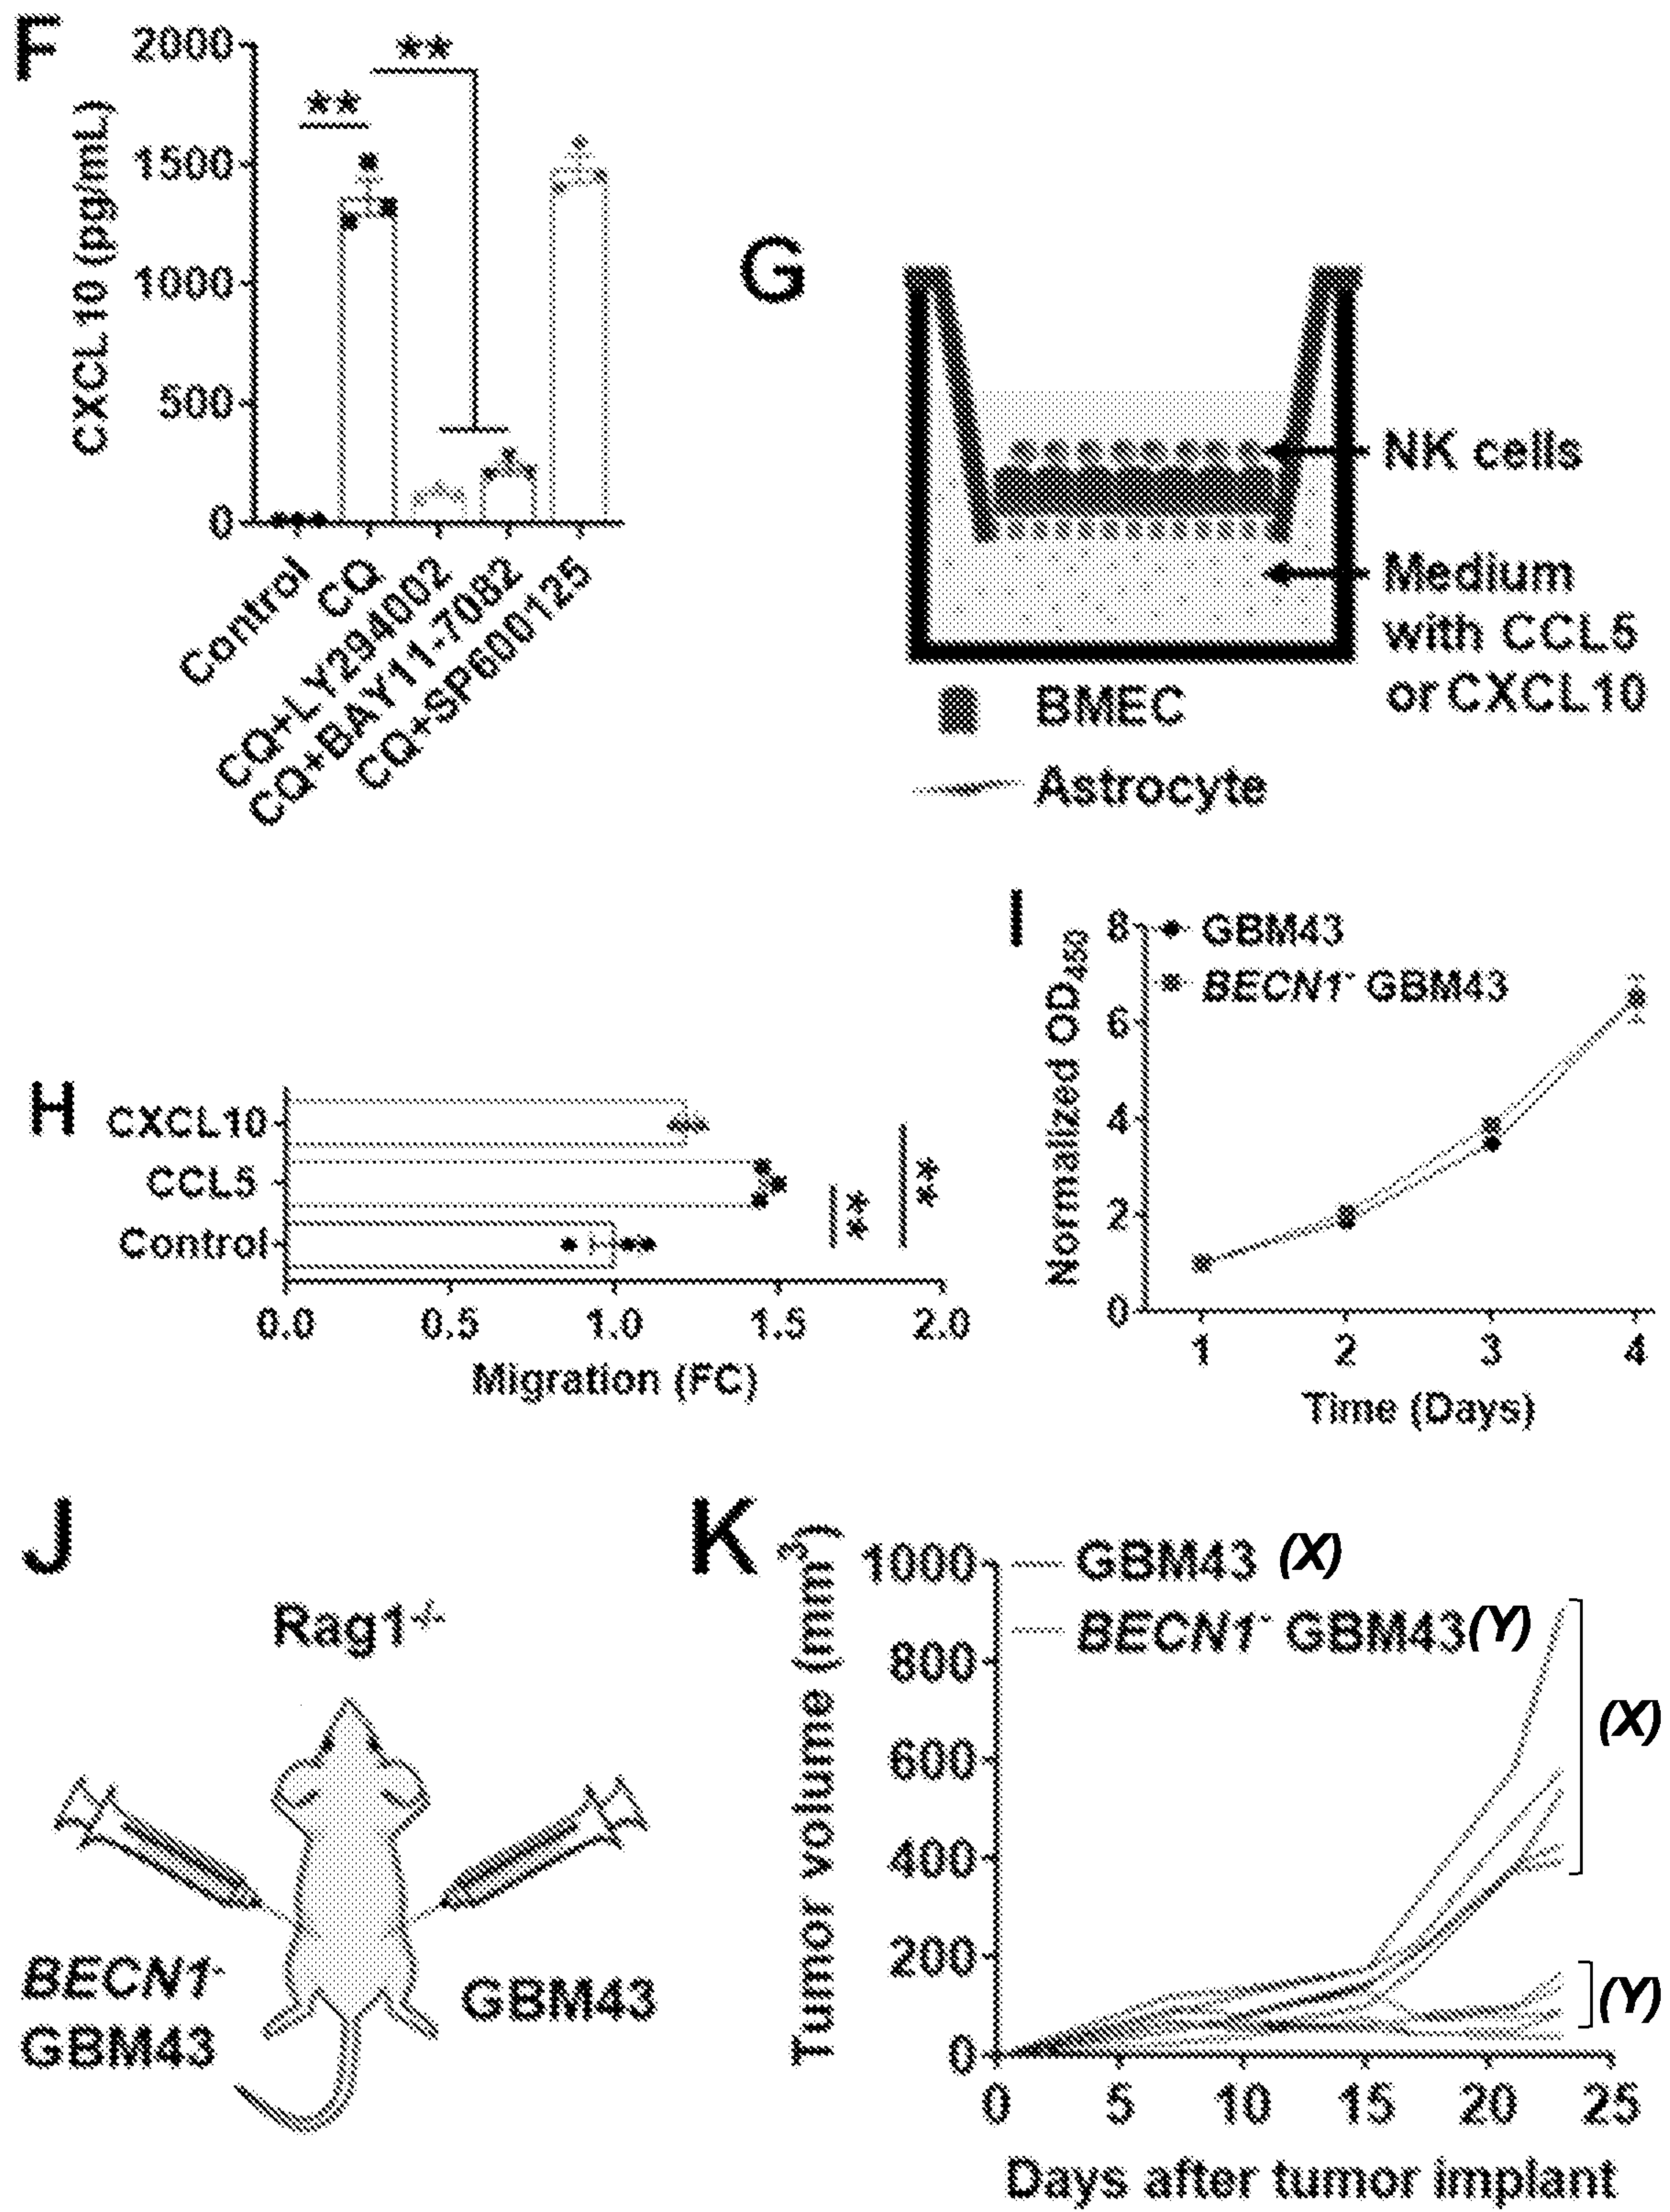 F
CXCL10 (pg/mL)
2000
1500
1000
500
0
**
**
Control
CQ
CQ+LY294002
CQ+BAY11-7082
CQ+SP600125
G
NK cells
Medium
with CCL5
or CXCL10
BMEC
Astrocyte
H
CXCL10
CCL5
Control
**
**
0.0 0.5 1.0 1.5 2.0
Migration (FC)
I
Normalized OD450
8
6
4
2
0
GBM43
BECN1- GBM43
1 2 3 4
Time (Days)
J
Rag1-/-
BECN1-
GBM43
GBM43
K
Tumor volume (mm3)
1000
800
600
400
200
0
GBM43 (X)
BECN1- GBM43(Y)
(X)
(Y)
0 5 10 15 20 25
Days after tumor implant